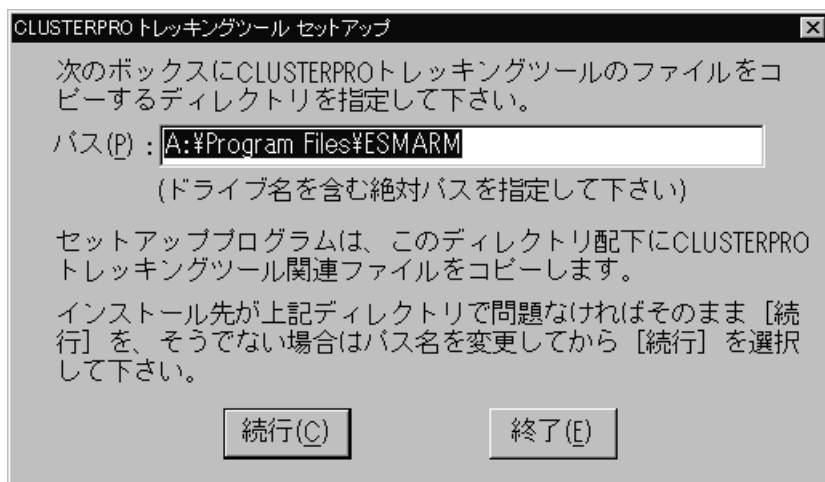 CLUSTERPRO トレッキングツール セットアップ
次のボックスにCLUSTERPROトレッキングツールのファイルをコ
ピーするディレクトリを指定して下さい。
パス(P) : A:¥Program Files¥ESMARM
(ドライブ名を含む絶対パスを指定して下さい)
セットアッププログラムは、このディレクトリ配下にCLUSTERPRO
トレッキングツール関連ファイルをコピーします。
インストール先が上記ディレクトリで問題なければそのまま［続
行］を、そうでない場合はパス名を変更してから［続行］を選択
して下さい。
続行(C) 終了(E)